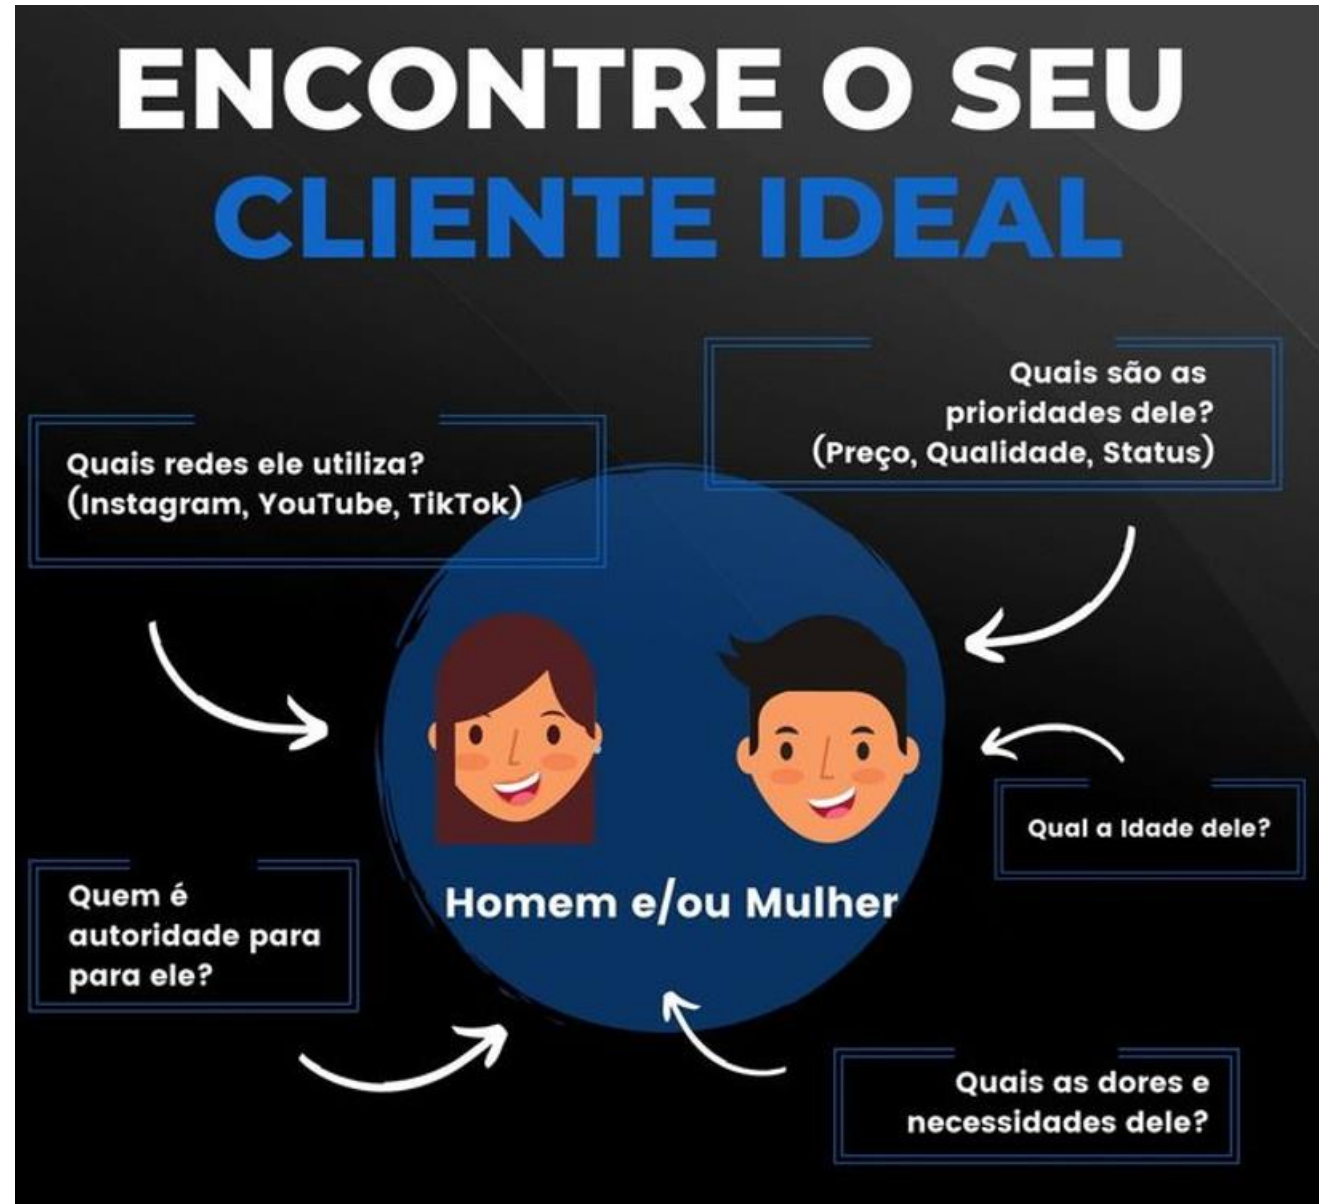 ENCONTRE O SEU
CLIENTE IDEAL
Quais são as
prioridades dele?
(Preço, Qualidade, Status)
Quais redes ele utiliza?
(Instagram, YouTube, TikTok)
Qual a Idade dele?
Quem é
autoridade para
para ele?
Homem e/ou Mulher
Quais as dores e
necessidades dele?